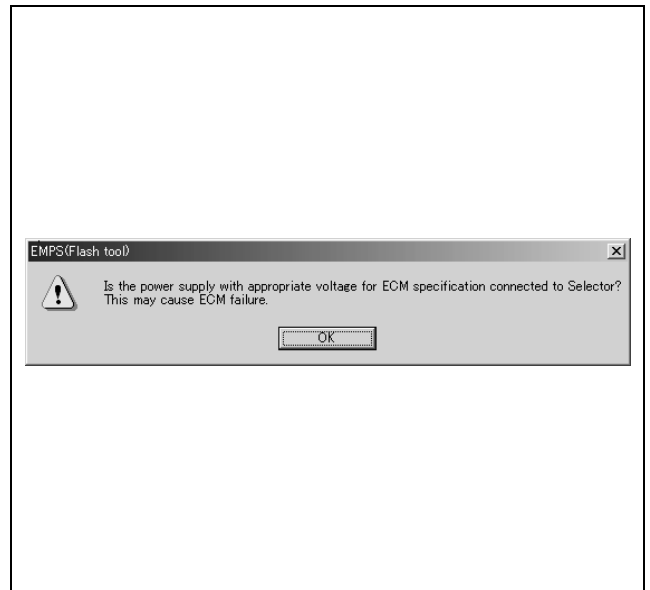 EMPS(Flash tool)
Is the power supply with appropriate voltage for ECM specification connected to Selector?
This may cause ECM failure.
OK